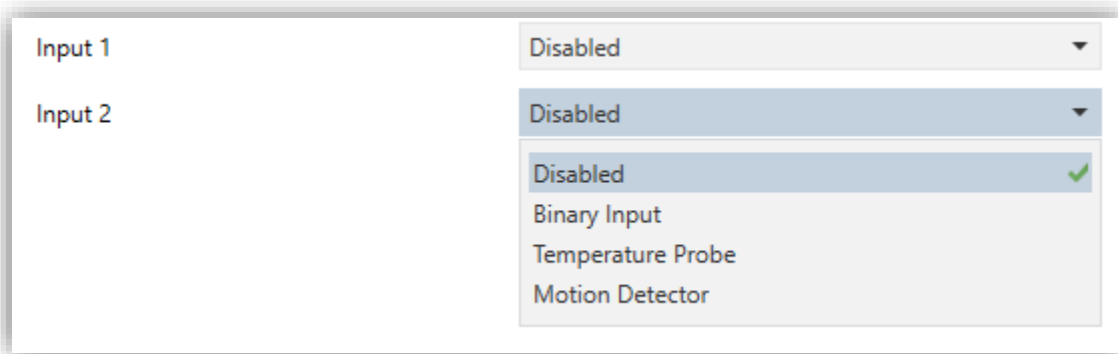 Input 1 Disabled
Input 2 Disabled
Disabled
Binary Input
Temperature Probe
Motion Detector